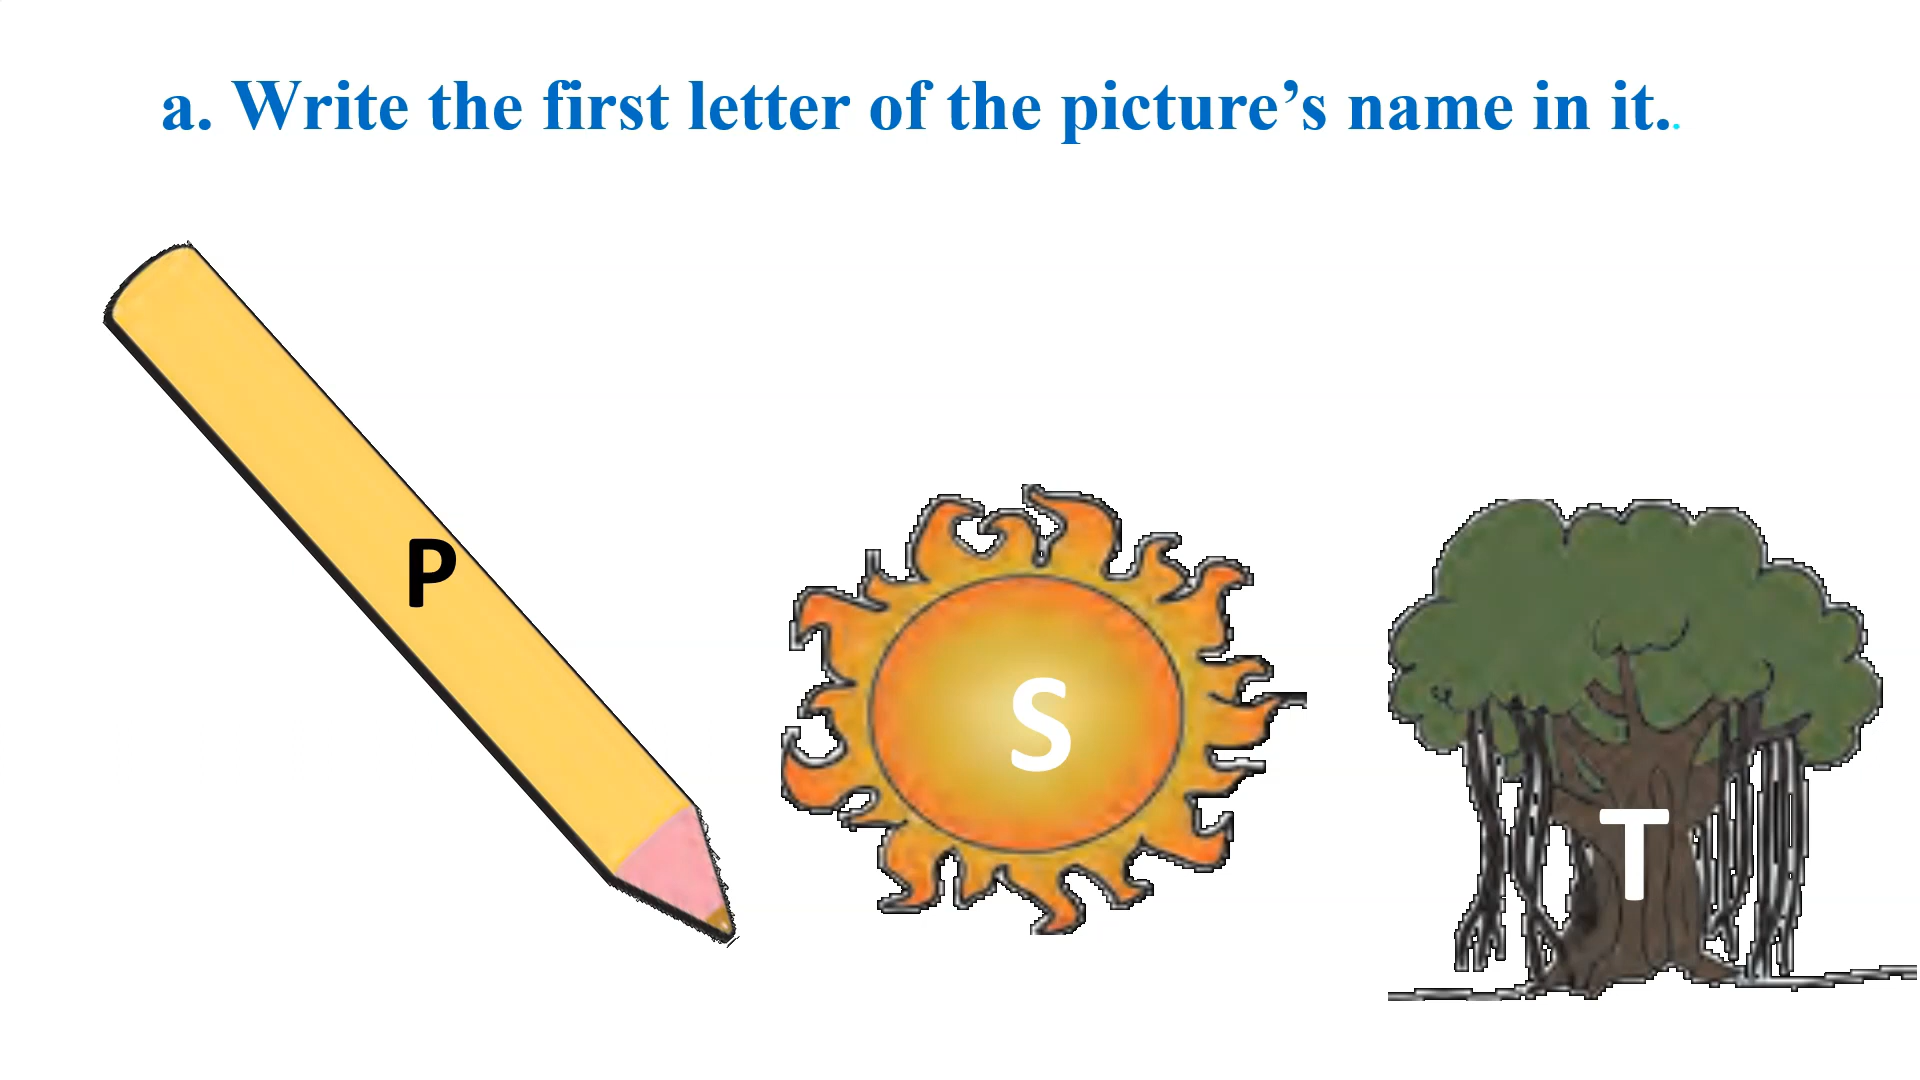 a. Write the first letter of the picture’s name in it..
P
S
T